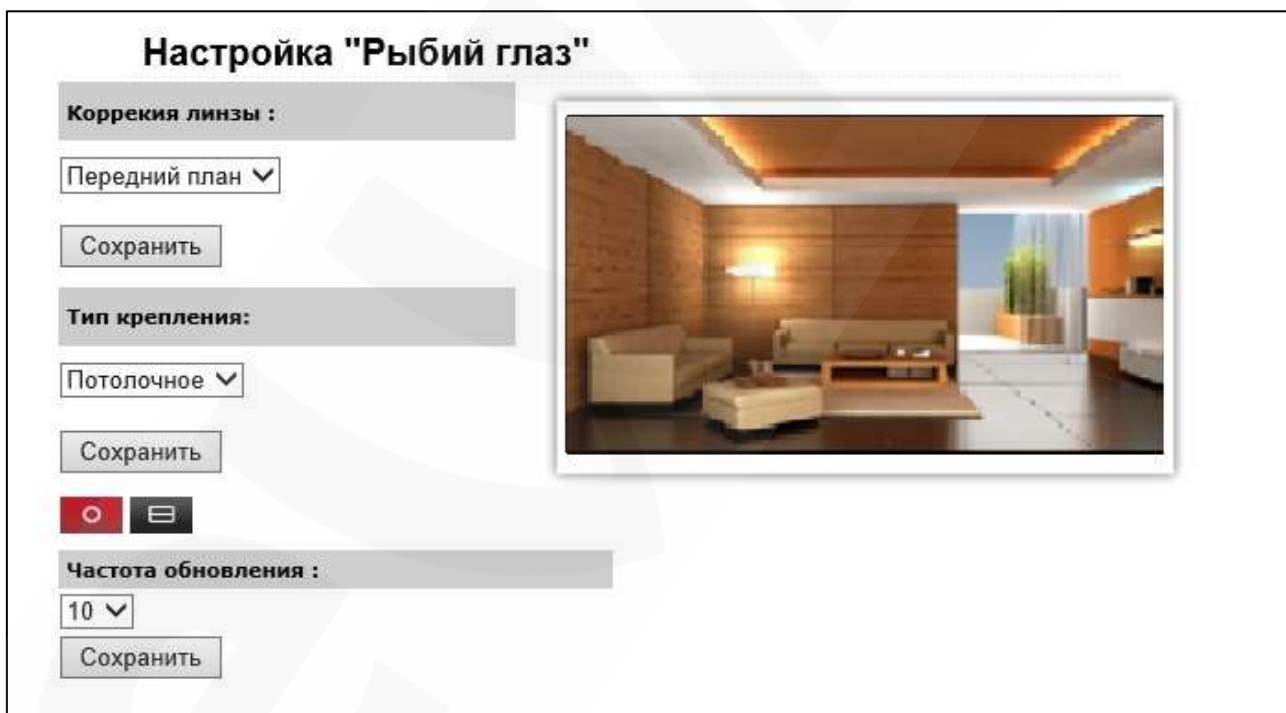 Настройка "Рыбий глаз"
Коррекия линзы :
Передний план
Сохранить
Тип крепления:
Потолочное
Сохранить
Частота обновления :
10
Сохранить